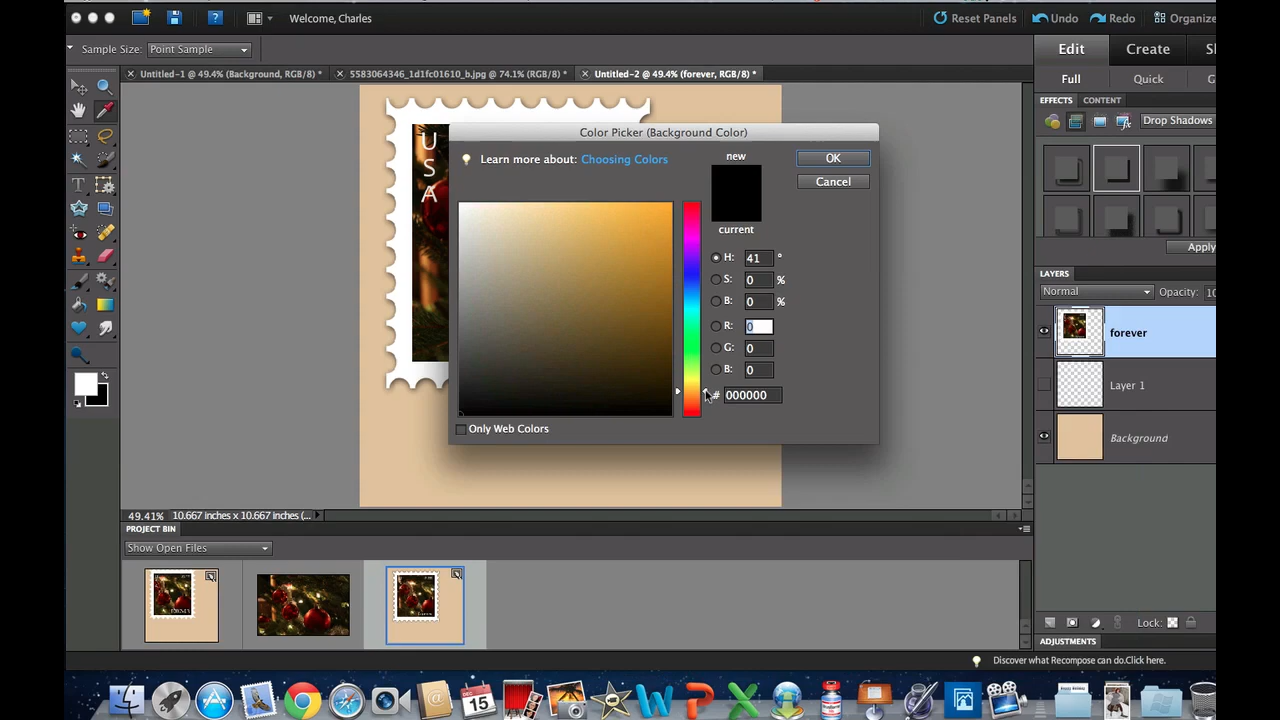 Welcome, Charles
Reset Panels
Undo
Redo
Organize
Sample Size: Point Sample
Edit
Create
Untitled-1 @ 49.4% (Background, RGB/8) *
5583064346_1d1fc01610_b.jpg @ 74.1% (RGB/8) *
Untitled-2 @ 49.4% (forever, RGB/8) *
Full
Quick
EFFECTS
CONTENT
Drop Shadows
Apply
USA
Color Picker (Background Color)
Learn more about: Choosing Colors
new
current
OK
Cancel
H: 41 °
S: 0 %
B: 0 %
R: 0
G: 0
B: 0
# 000000
Only Web Colors
LAYERS
Normal
Opacity: 10
forever
Layer 1
Background
Lock:
49.41%
10.667 inches x 10.667 inches (...
PROJECT BIN
Show Open Files
ADJUSTMENTS
Discover what Recompose can do.Click here.
DEC
15